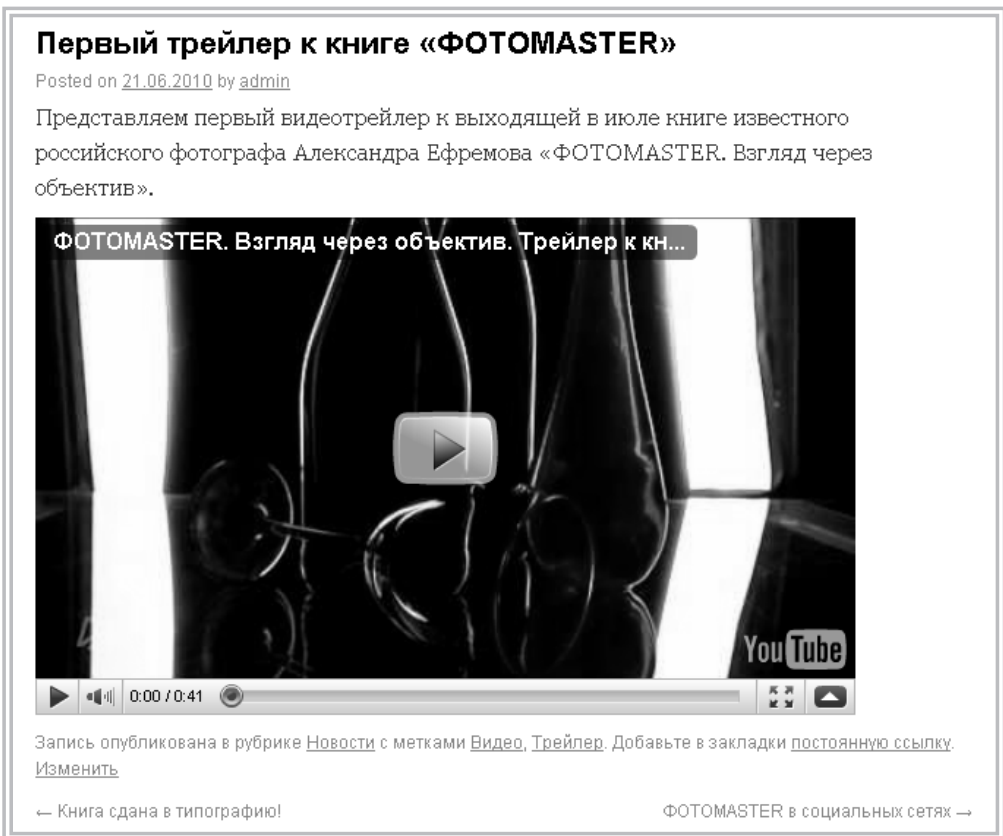 Первый трейлер к книге «ФОТОMASTER»
Posted on 21.06.2010 by admin
Представляем первый видеотрейлер к выходящей в июле книге известного
российского фотографа Александра Ефремова «ФОТОMASTER. Взгляд через
объектив».
ФОТОMASTER. Взгляд через объектив. Трейлер к кн...
YouTube
0:00 / 0:41
Запись опубликована в рубрике Новости с метками Видео, Трейлер. Добавьте в закладки постоянную ссылку.
Изменить
← Книга сдана в типографию!
ФОТОMASTER в социальных сетях →